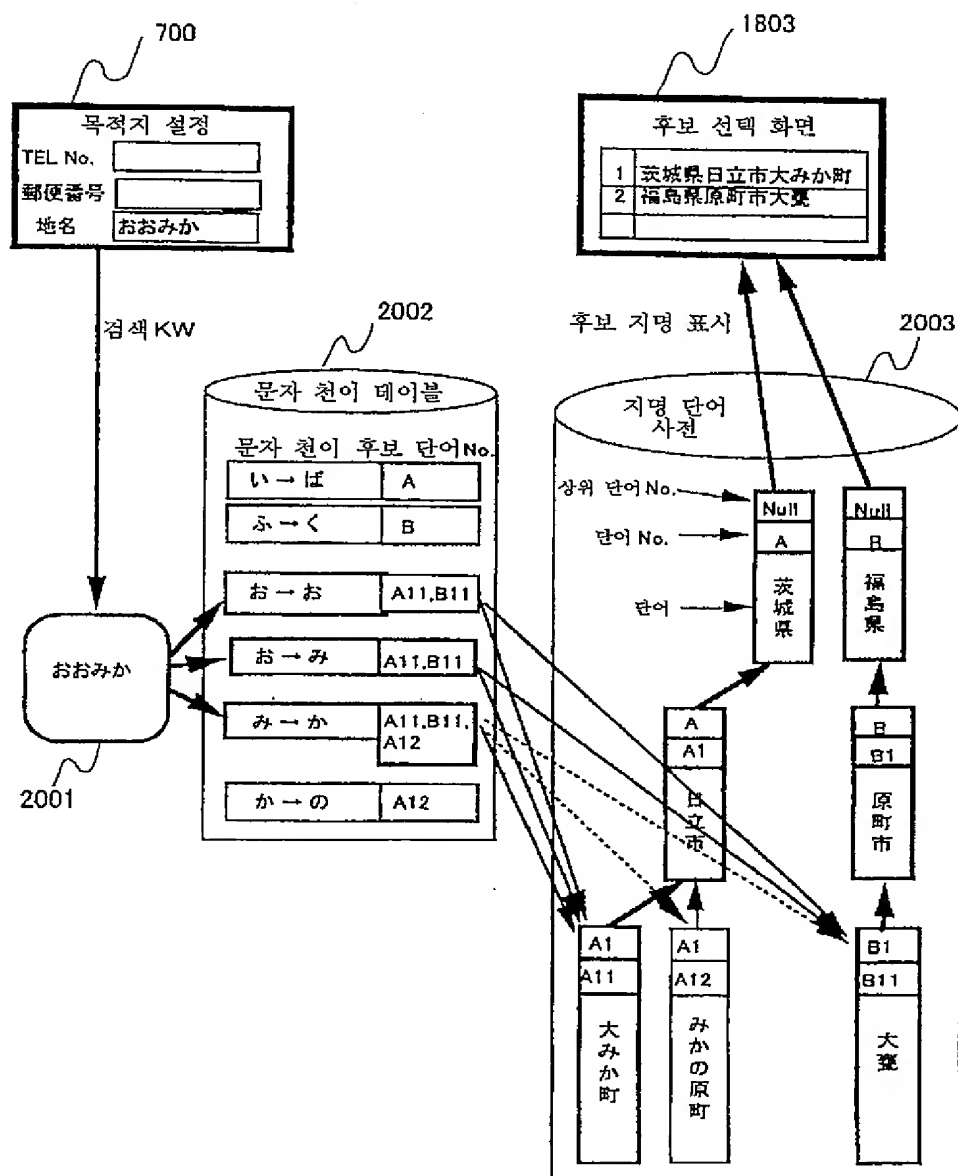 700
목적지 설정
TEL No.
郵便番号
地名 おおみか
검색 KW
1803
후보 선택 화면
1 茨城県日立市大みか町
2 福島県原町市大甕
후보 지명 표시
2002
문자 천이 테이블
문자 천이 후보 단어No.
い→ば A
ふ→く B
お→お A11,B11
お→み A11,B11
み→か A11,B11,
A12
か→の A12
おおみか
2001
2003
지명 단어
사전
상위 단어 No.
단어 No.
단어
Null
A
茨城県
Null
B
福島県
A
A1
日立市
B
B1
原町市
A1
A11
大みか町
A1
A12
みかの原町
B1
B11
大甕